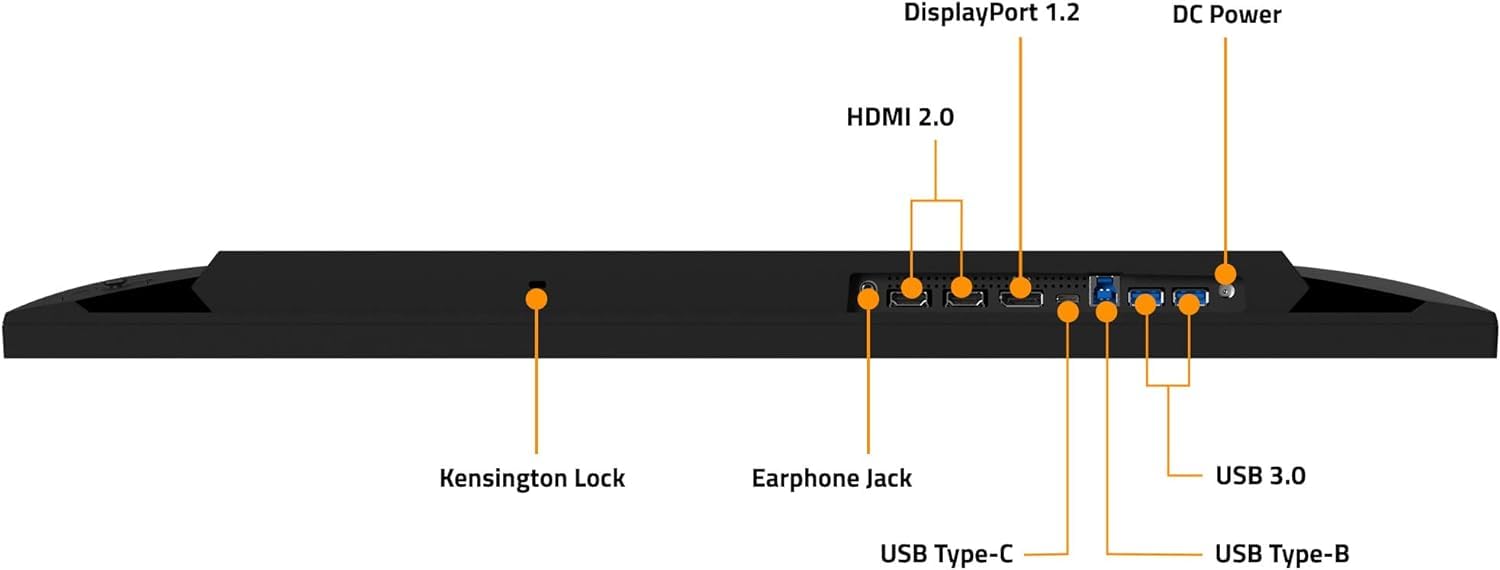 DisplayPort 1.2
DC Power
HDMI 2.0
Kensington Lock
Earphone Jack
USB 3.0
USB Type-C
USB Type-B